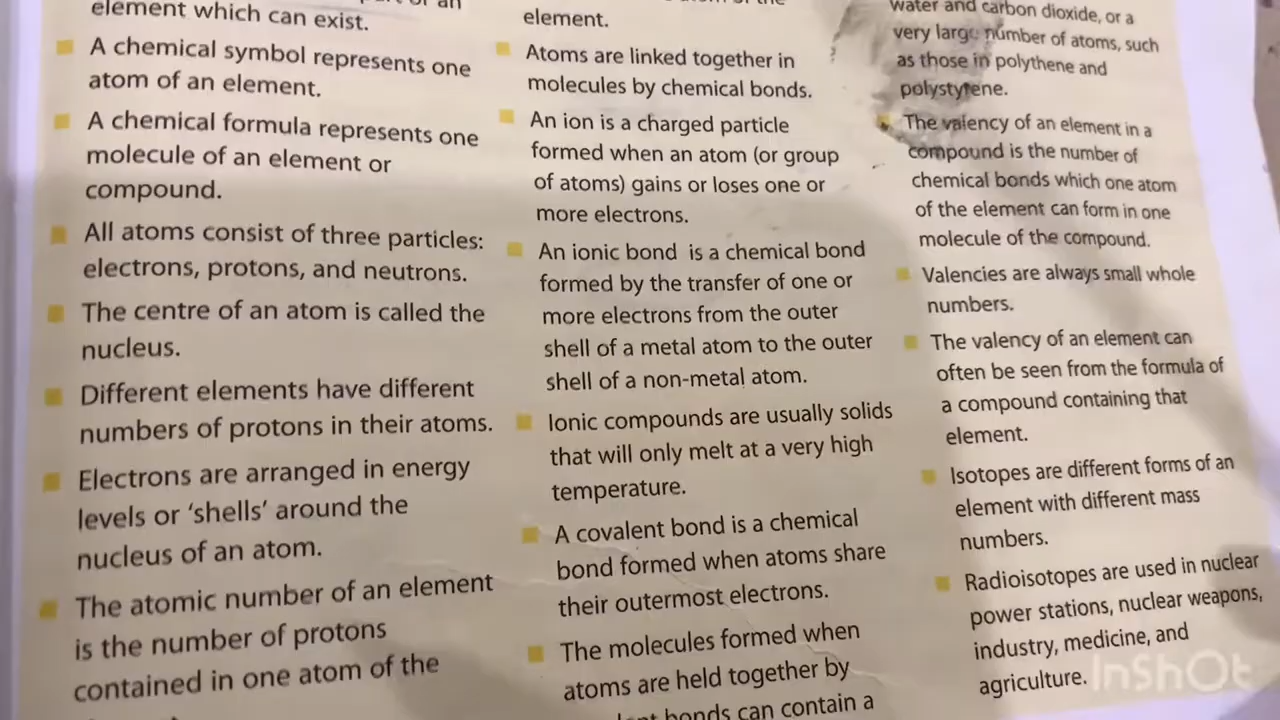 element which can exist.
A chemical symbol represents one
atom of an element.
A chemical formula represents one
molecule of an element or
compound.
All atoms consist of three particles:
electrons, protons, and neutrons.
The centre of an atom is called the
nucleus.
Different elements have different
numbers of protons in their atoms.
Electrons are arranged in energy
levels or ‘shells’ around the
nucleus of an atom.
The atomic number of an element
is the number of protons
contained in one atom of the
element.
Atoms are linked together in
molecules by chemical bonds.
An ion is a charged particle
formed when an atom (or group
of atoms) gains or loses one or
more electrons.
An ionic bond is a chemical bond
formed by the transfer of one or
more electrons from the outer
shell of a metal atom to the outer
shell of a non-metal atom.
Ionic compounds are usually solids
that will only melt at a very high
temperature.
A covalent bond is a chemical
bond formed when atoms share
their outermost electrons.
The molecules formed when
atoms are held together by
bonds can contain a
water and carbon dioxide, or a
very large number of atoms, such
as those in polythene and
polystyrene.
The valency of an element in a
compound is the number of
chemical bonds which one atom
of the element can form in one
molecule of the compound.
Valencies are always small whole
numbers.
The valency of an element can
often be seen from the formula of
a compound containing that
element.
Isotopes are different forms of an
element with different mass
numbers.
Radioisotopes are used in nuclear
power stations, nuclear weapons,
industry, medicine, and
agriculture.
InShOt